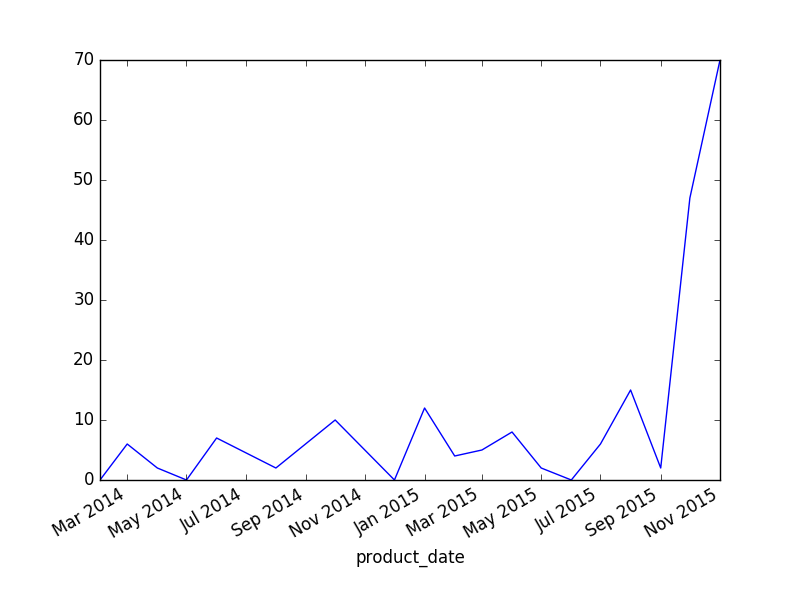 70
60
50
40
30
20
10
0
Mar 2014
May 2014
Jul 2014
Sep 2014
Nov 2014
Jan 2015
Mar 2015
May 2015
Jul 2015
Sep 2015
Nov 2015
product_date